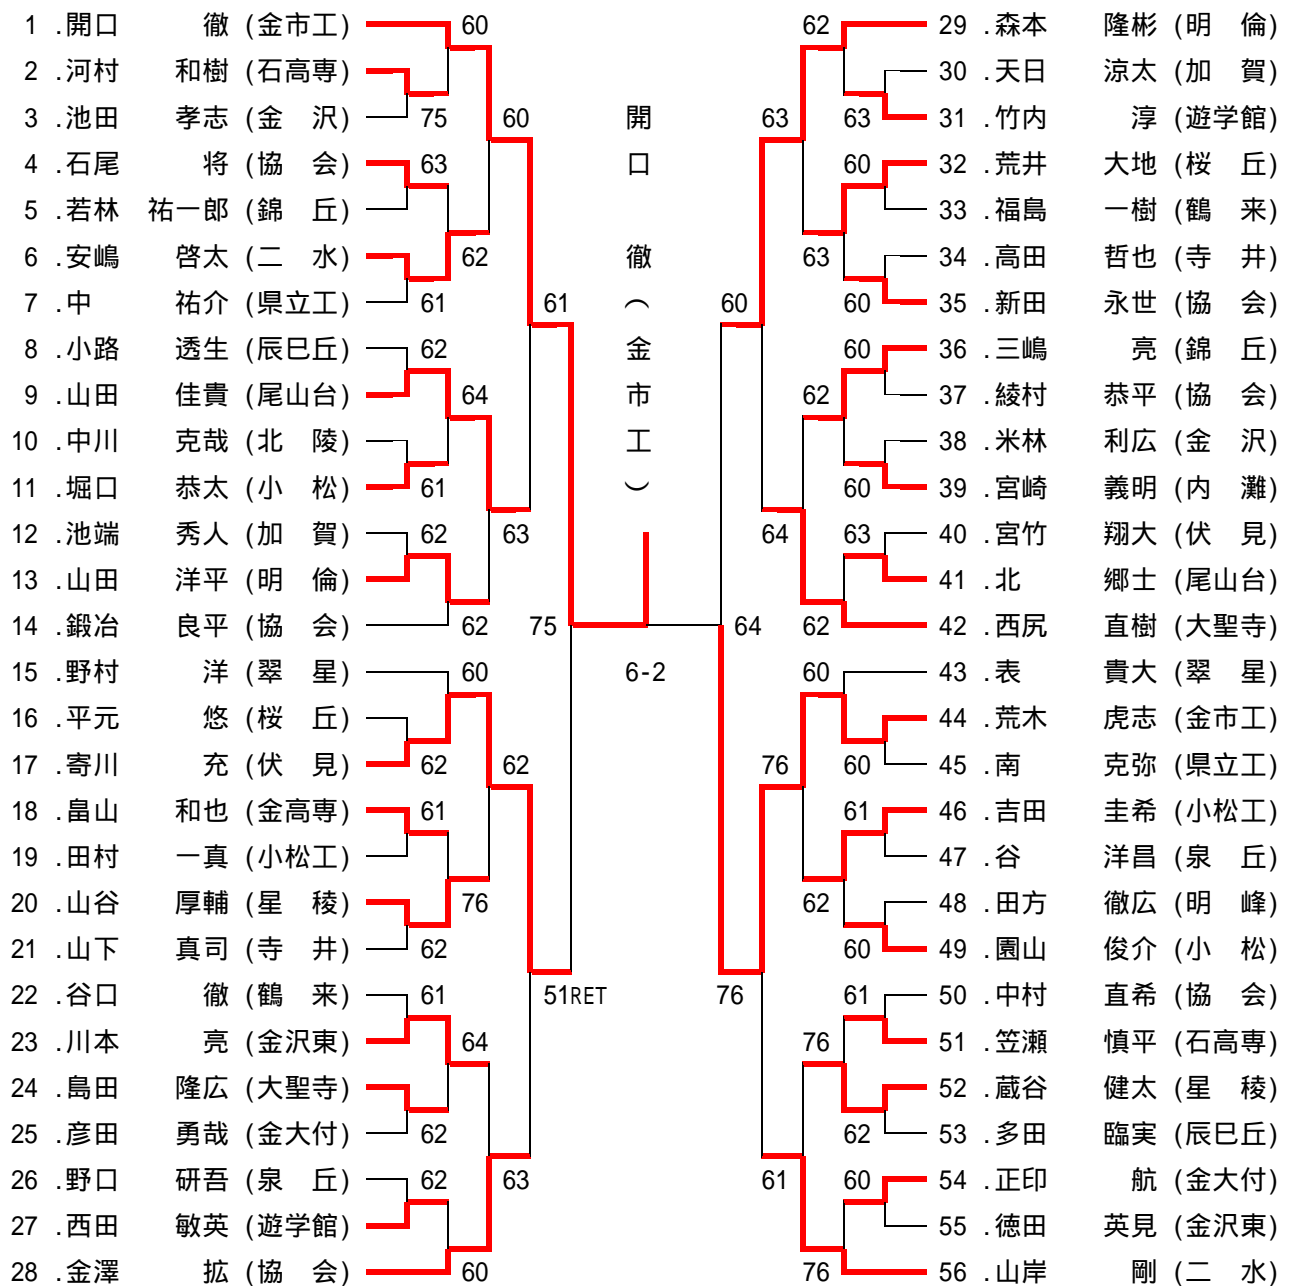 1 .開口　　徹 (金市工)
2 .河村　和樹 (石高専)
3 .池田　孝志 (金　沢)
4 .石尾　　将 (協　会)
5 .若林　祐一郎 (錦　丘)
6 .安嶋　啓太 (二　水)
7 .中　　祐介 (県立工)
8 .小路　透生 (辰巳丘)
9 .山田　佳貴 (尾山台)
10 .中川　克哉 (北　陵)
11 .堀口　恭太 (小　松)
12 .池端　秀人 (加　賀)
13 .山田　洋平 (明　倫)
14 .鍛冶　良平 (協　会)
15 .野村　　洋 (翠　星)
16 .平元　　悠 (桜　丘)
17 .寄川　　充 (伏　見)
18 .畠山　和也 (金高専)
19 .田村　一真 (小松工)
20 .山谷　厚輔 (星　稜)
21 .山下　真司 (寺　井)
22 .谷口　　徹 (鶴　来)
23 .川本　　亮 (金沢東)
24 .島田　隆広 (大聖寺)
25 .彦田　勇哉 (金大付)
26 .野口　研吾 (泉　丘)
27 .西田　敏英 (遊学館)
28 .金澤　　拡 (協　会)
60
75
63
61
62
61
62
62
61
62
62
62
60
62
64
62
60
76
64
60
60
63
62
63
61
51RET
75
開口　徹（金市工）
6-2
64
60
76
63
64
76
61
62
63
62
62
60
62
76
76
63
60
60
60
60
63
60
61
60
61
62
60
29 .森本　隆彬 (明　倫)
30 .天日　涼太 (加　賀)
31 .竹内　　淳 (遊学館)
32 .荒井　大地 (桜　丘)
33 .福島　一樹 (鶴　来)
34 .高田　哲也 (寺　井)
35 .新田　永世 (協　会)
36 .三嶋　　亮 (錦　丘)
37 .綾村　恭平 (協　会)
38 .米林　利広 (金　沢)
39 .宮崎　義明 (内　灘)
40 .宮竹　翔大 (伏　見)
41 .北　　郷士 (尾山台)
42 .西尻　直樹 (大聖寺)
43 .表　　貴大 (翠　星)
44 .荒木　虎志 (金市工)
45 .南　　克弥 (県立工)
46 .吉田　圭希 (小松工)
47 .谷　　洋昌 (泉　丘)
48 .田方　徹広 (明　峰)
49 .園山　俊介 (小　松)
50 .中村　直希 (協　会)
51 .笠瀬　慎平 (石高専)
52 .蔵谷　健太 (星　稜)
53 .多田　臨実 (辰巳丘)
54 .正印　　航 (金大付)
55 .徳田　英見 (金沢東)
56 .山岸　　剛 (二　水)